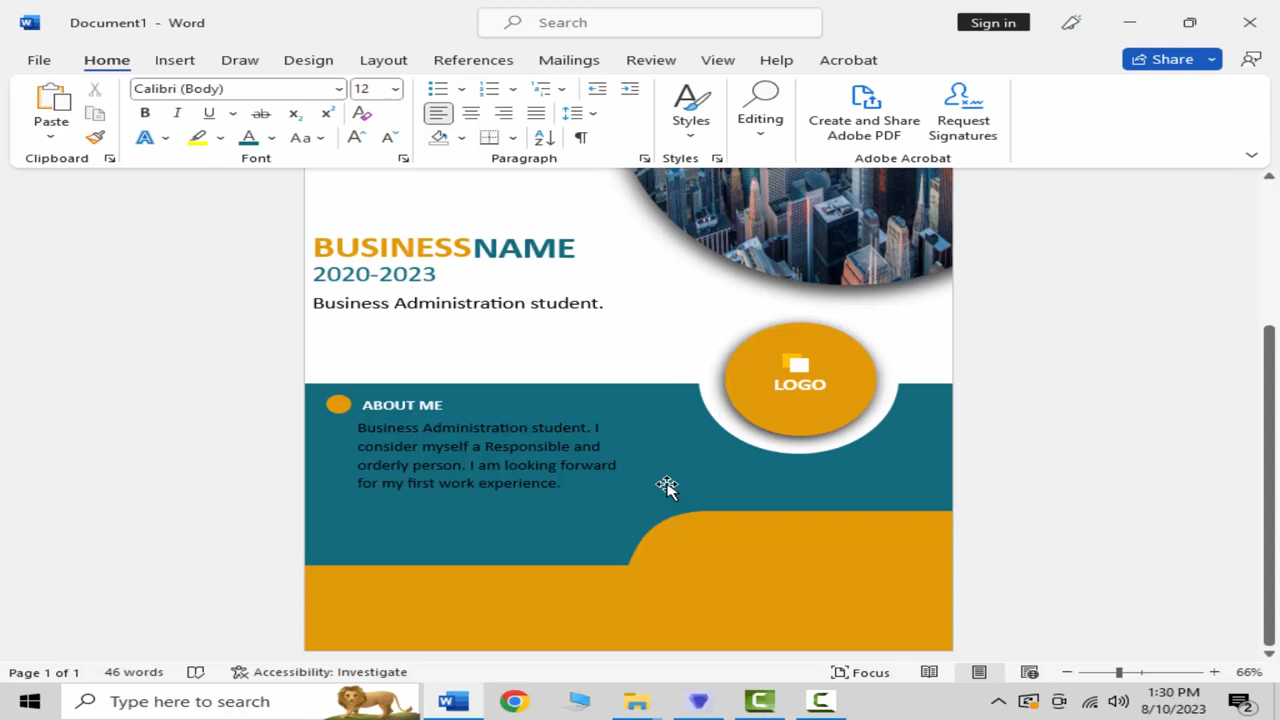 Document1 - Word
Search
Sign in
File Home Insert Draw Design Layout References Mailings Review View Help Acrobat
Share
Calibri (Body) 12
Paste
Styles
Editing
Create and Share
Adobe PDF
Request
Signatures
Clipboard Font Paragraph Styles Adobe Acrobat
BUSINESSNAME
2020-2023
Business Administration student.
LOGO
ABOUT ME
Business Administration student. I
consider myself a Responsible and
orderly person. I am looking forward
for my first work experience.
Page 1 of 1 46 words Accessibility: Investigate Focus 66%
Type here to search
1:30 PM
8/10/2023
2